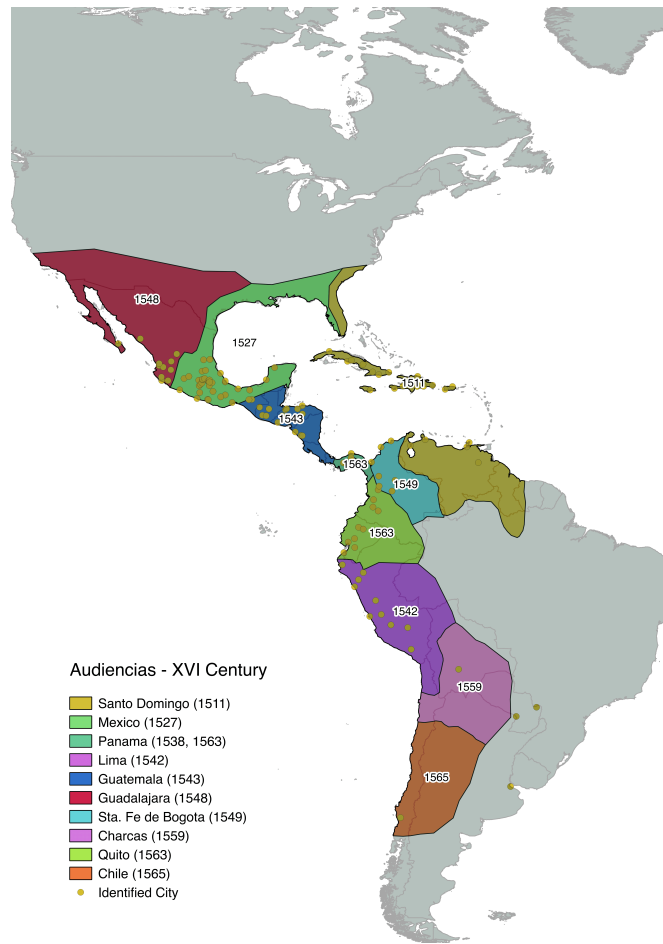 1548
1527
1511
1543
1563
1549
1563
1542
1559
1565
Audiencias - XVI Century
Santo Domingo (1511)
Mexico (1527)
Panama (1538, 1563)
Lima (1542)
Guatemala (1543)
Guadalajara (1548)
Sta. Fe de Bogota (1549)
Charcas (1559)
Quito (1563)
Chile (1565)
Identified City